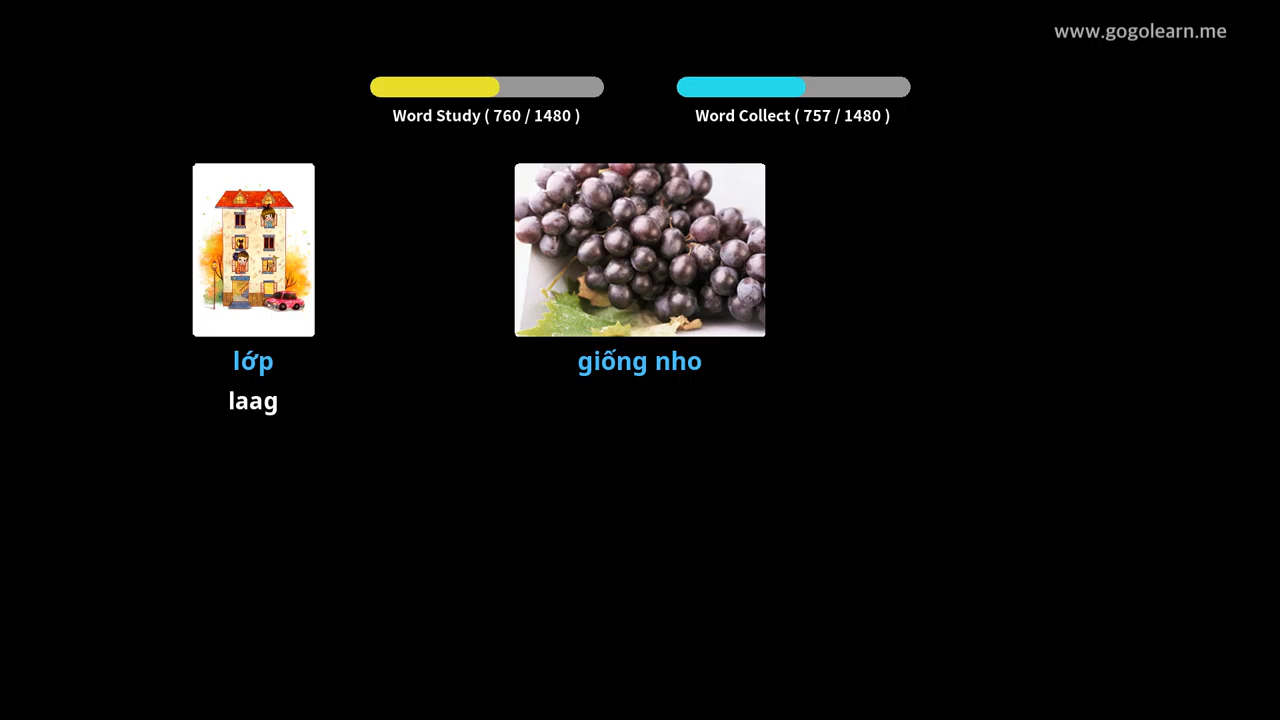 www.gogolearn.me
Word Study ( 760 / 1480 )
Word Collect ( 757 / 1480 )
lớp
giống nho
laag